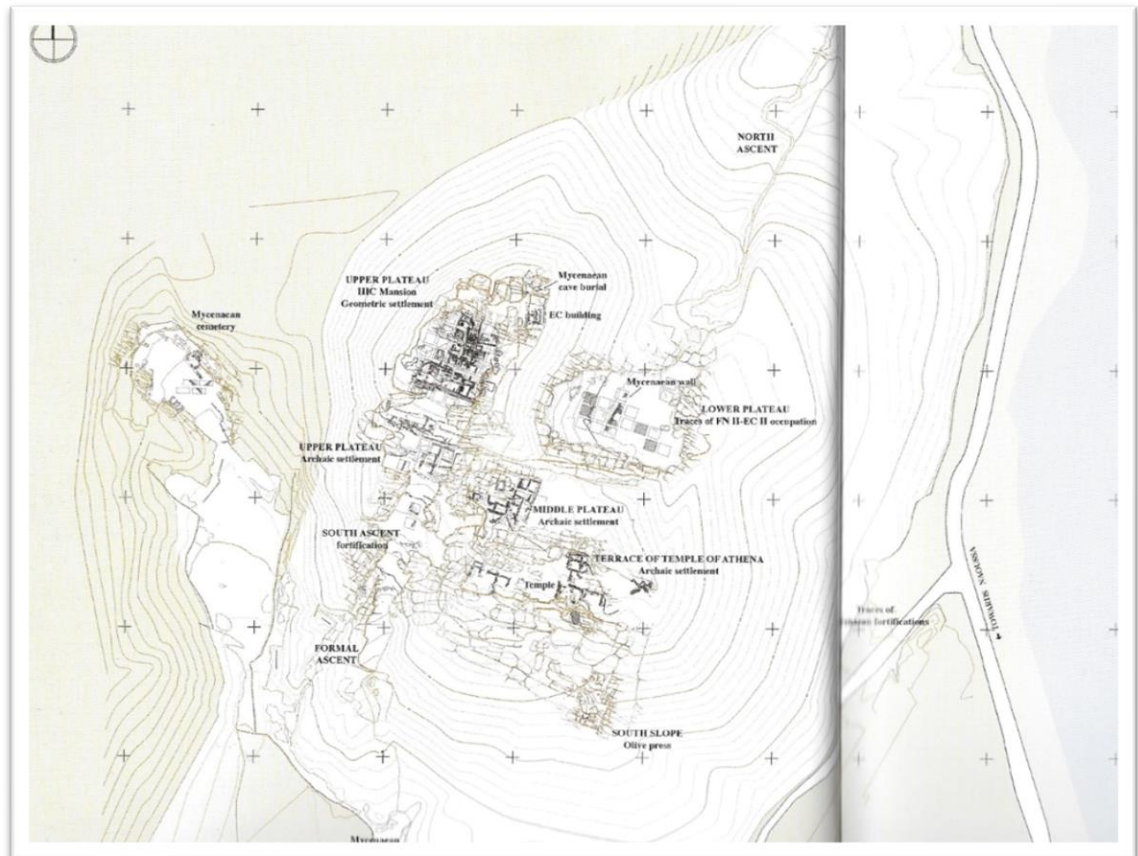 NORTH
ASCENT
UPPER PLATEAU
IIIC Mansion
Geometric settlement
Mycenaean
cave burial
EC building
Mycenaean
cemetery
Mycenaean wall
LOWER PLATEAU
Traces of FN II-EC II occupation
UPPER PLATEAU
Archaic settlement
MIDDLE PLATEAU
Archaic settlement
SOUTH ASCENT
fortification
TERRACE OF TEMPLE OF ATHENA
Archaic settlement
Temple
TOWARDS NAOUSSA
Traces of
fortifications
FORMAL
ASCENT
SOUTH SLOPE
Olive press
Mycenaean